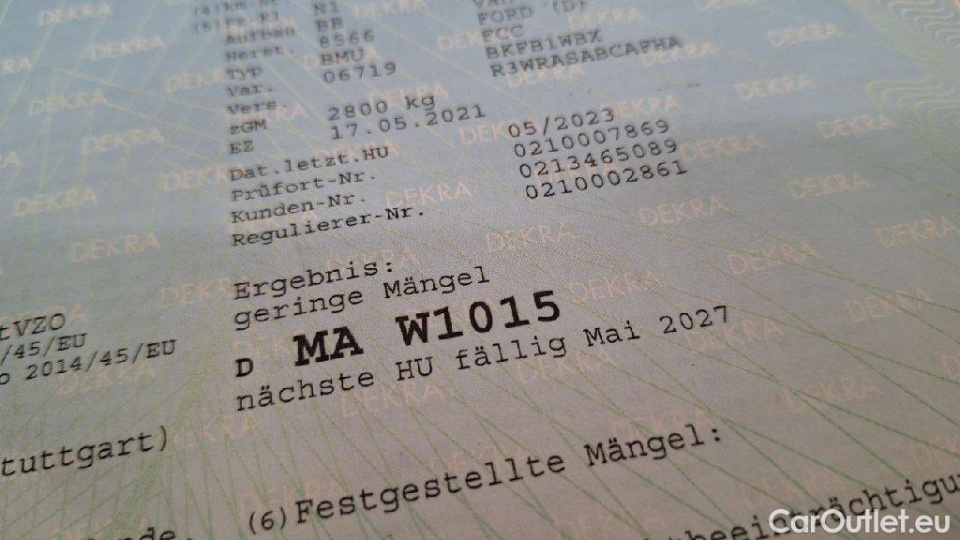 N1
Aufbau BB FORD (D)
Herst. 8566 FCC
Typ BMU BKFB1WBX
Var. 06719 R3WRASABCAFHA
Vers.
zGM 2800 kg
EZ 17.05.2021
Dat.letzt.HU 05/2023
Prüfort-Nr. 0210007869
Kunden-Nr. 0213465089
Regulierer-Nr. 0210002861
Ergebnis:
geringe Mängel
D MA W1015
nächste HU fällig Mai 2027
tVZO
/45/EU
o 2014/45/EU
tuttgart)
(6) Festgestellte Mängel:
beeinträchtigu
DEKRA
CarOutlet.eu